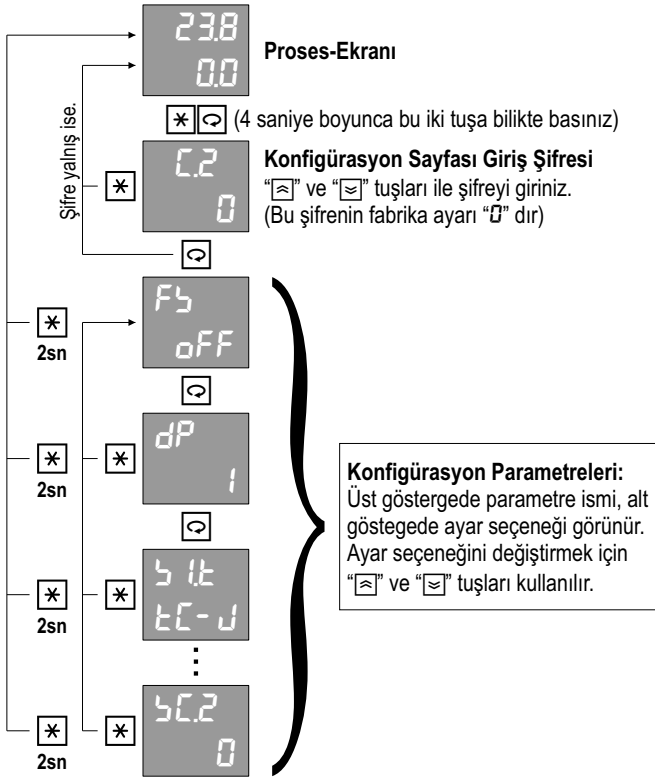 23.8
0.0
Proses-Ekranı
(4 saniye boyunca bu iki tuşa bilikte basınız)
Şifre yalnış ise.
C.2
0
Konfigürasyon Sayfası Giriş Şifresi
“ ” ve “ ” tuşları ile şifreyi giriniz.
(Bu şifrenin fabrika ayarı “0” dır)
FS
oFF
2sn
dP
1
2sn
S1.t
tC-J
2sn
SC.2
0
2sn
Konfigürasyon Parametreleri:
Üst göstergede parametre ismi, alt
göstegede ayar seçeneği görünür.
Ayar seçeneğini değiştirmek için
“ ” ve “ ” tuşları kullanılır.